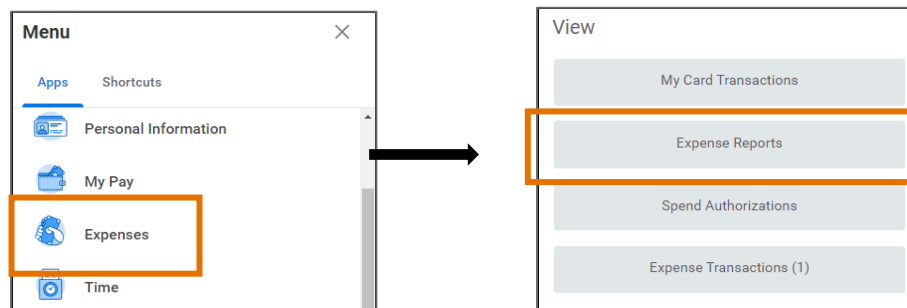 Menu
Apps Shortcuts
Personal Information
My Pay
Expenses
Time
View
My Card Transactions
Expense Reports
Spend Authorizations
Expense Transactions (1)